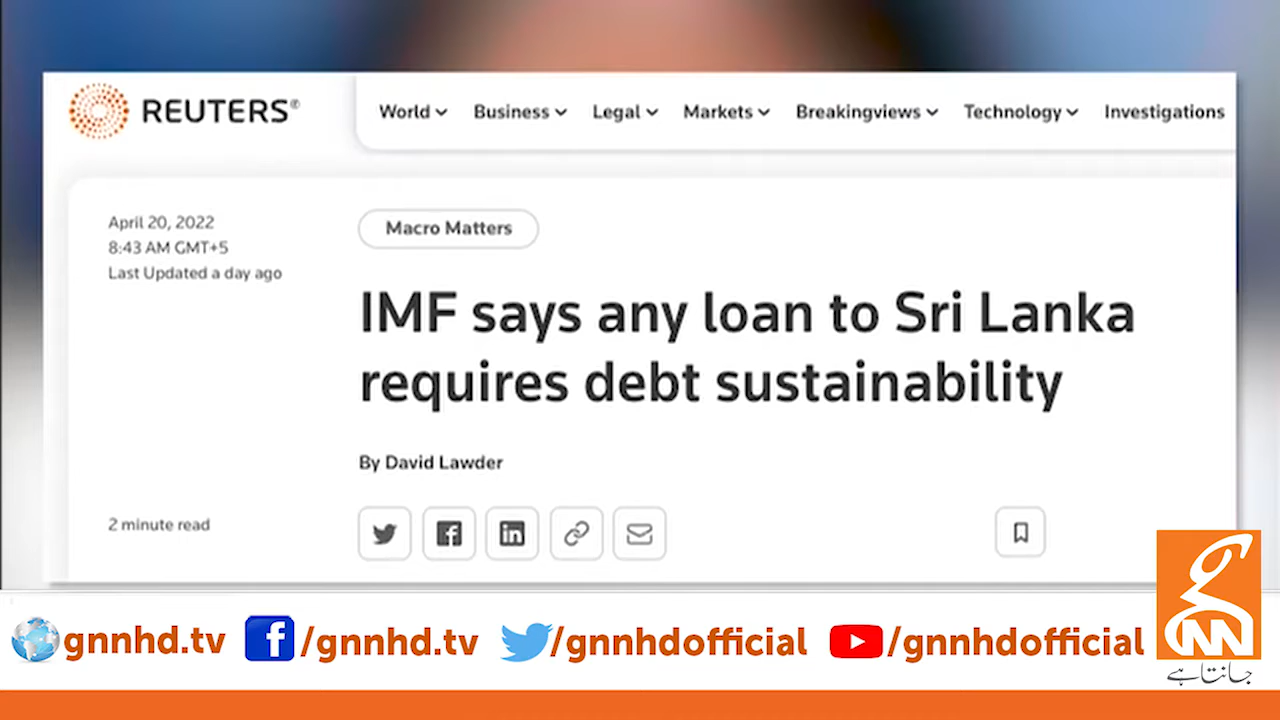 REUTERS®
World Business Legal Markets Breakingviews Technology Investigations
April 20, 2022
8:43 AM GMT+5
Last Updated a day ago
Macro Matters
IMF says any loan to Sri Lanka
requires debt sustainability
By David Lawder
2 minute read
gnnhd.tv /gnnhd.tv /gnnhdofficial /gnnhdofficial
GNN
جانتا ہے